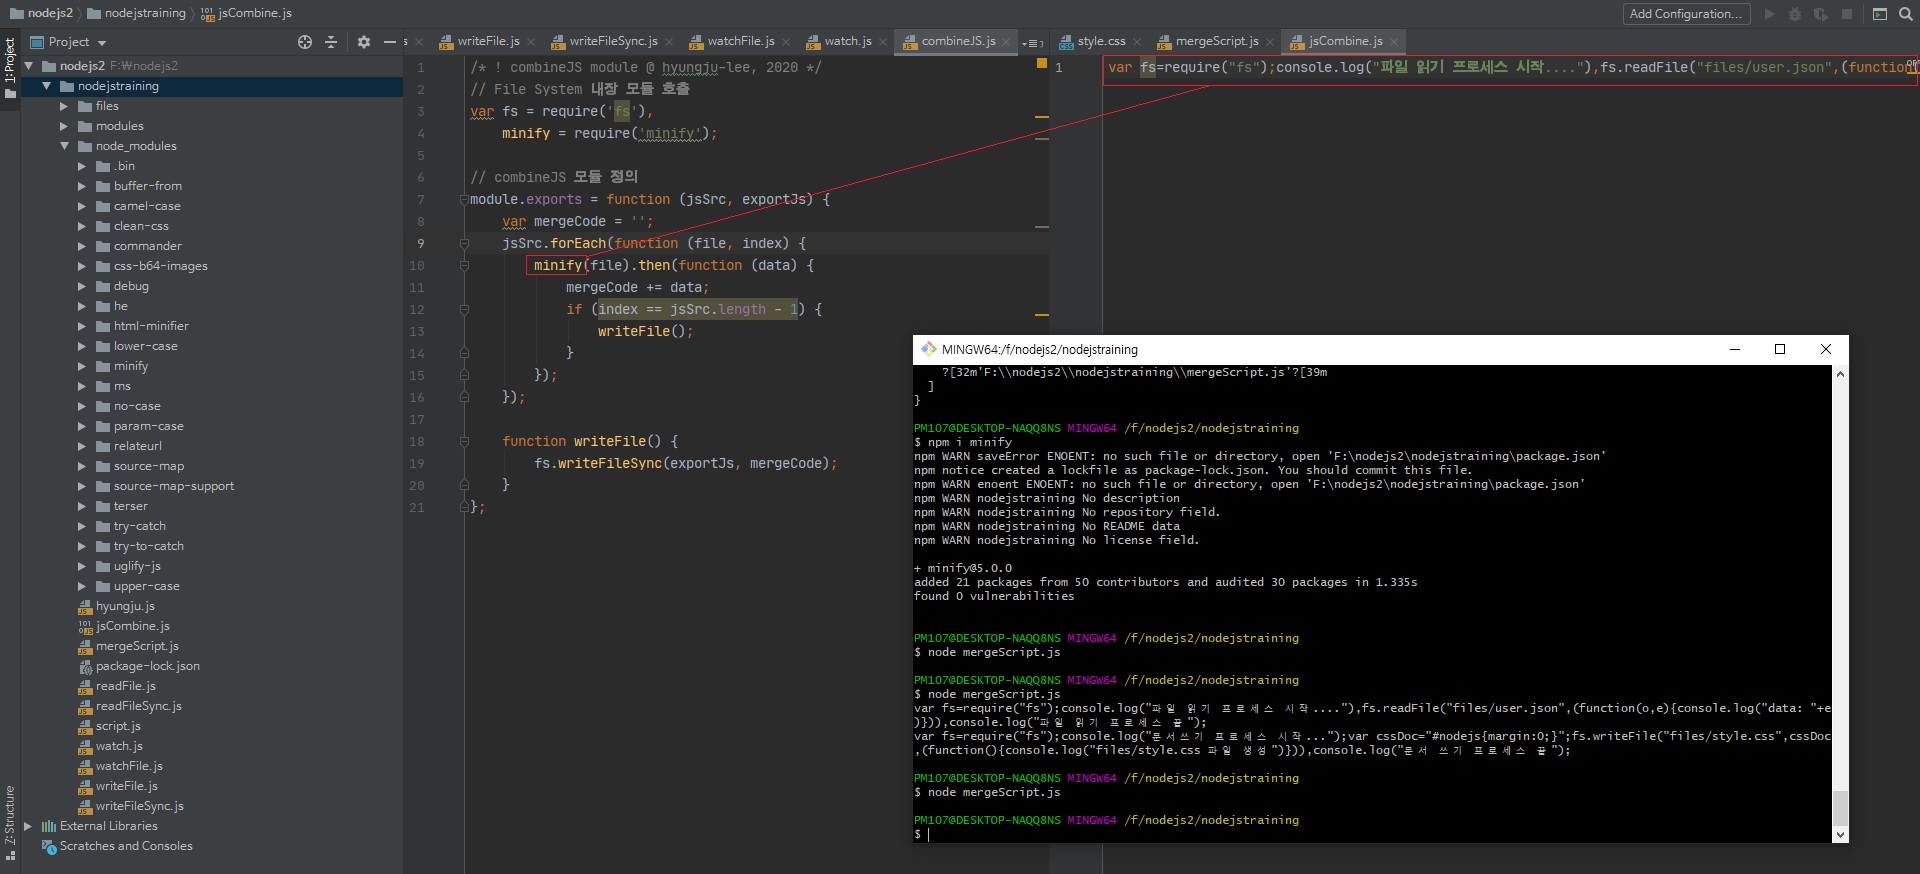 nodejs2 nodejstraining jsCombine.js
Add Configuration...
1: Project
Z: Structure
Project
nodejs2 F:₩nodejs2
nodejstraining
files
modules
node_modules
.bin
buffer-from
camel-case
clean-css
commander
css-b64-images
debug
he
html-minifier
lower-case
minify
ms
no-case
param-case
relateurl
source-map
source-map-support
terser
try-catch
try-to-catch
uglify-js
upper-case
hyungju.js
jsCombine.js
mergeScript.js
package-lock.json
readFile.js
readFileSync.js
script.js
watch.js
watchFile.js
writeFile.js
writeFileSync.js
External Libraries
Scratches and Consoles
s writeFile.js writeFileSync.js watchFile.js watch.js combineJS.js
1 /* ! combineJS module @ hyungju-lee, 2020 */
2 // File System 내장 모듈 호출
3 var fs = require('fs'),
4 minify = require('minify');
5
6 // combineJS 모듈 정의
7 module.exports = function (jsSrc, exportJs) {
8 var mergeCode = '';
9 jsSrc.forEach(function (file, index) {
10 minify(file).then(function (data) {
11 mergeCode += data;
12 if (index == jsSrc.length - 1) {
13 writeFile();
14 }
15 });
16 });
17
18 function writeFile() {
19 fs.writeFileSync(exportJs, mergeCode);
20 }
21 };
style.css mergeScript.js jsCombine.js
1 var fs=require("fs");console.log("파일 읽기 프로세스 시작...."),fs.readFile("files/user.json",(function
MINGW64:/f/nodejs2/nodejstraining
?[32m'F:\\nodejs2\\nodejstraining\\mergeScript.js'?[39m
]
}
PM107@DESKTOP-NAQQ8NS MINGW64 /f/nodejs2/nodejstraining
$ npm i minify
npm WARN saveError ENOENT: no such file or directory, open 'F:\nodejs2\nodejstraining\package.json'
npm notice created a lockfile as package-lock.json. You should commit this file.
npm WARN enoent ENOENT: no such file or directory, open 'F:\nodejs2\nodejstraining\package.json'
npm WARN nodejstraining No description
npm WARN nodejstraining No repository field.
npm WARN nodejstraining No README data
npm WARN nodejstraining No license field.
+ minify@5.0.0
added 21 packages from 50 contributors and audited 30 packages in 1.335s
found 0 vulnerabilities
PM107@DESKTOP-NAQQ8NS MINGW64 /f/nodejs2/nodejstraining
$ node mergeScript.js
PM107@DESKTOP-NAQQ8NS MINGW64 /f/nodejs2/nodejstraining
$ node mergeScript.js
var fs=require("fs");console.log("파일 읽기 프로세스 시작...."),fs.readFile("files/user.json",(function(o,e){console.log("data: "+e
)})),console.log("파일 읽기 프로세스 끝");
var fs=require("fs");console.log("문서쓰기 프로세스 시작...");var cssDoc="#nodejs{margin:0;}";fs.writeFile("files/style.css",cssDoc
,(function(){console.log("files/style.css 파일 생성")})),console.log("문서 쓰기 프로세스 끝");
PM107@DESKTOP-NAQQ8NS MINGW64 /f/nodejs2/nodejstraining
$ node mergeScript.js
PM107@DESKTOP-NAQQ8NS MINGW64 /f/nodejs2/nodejstraining
$